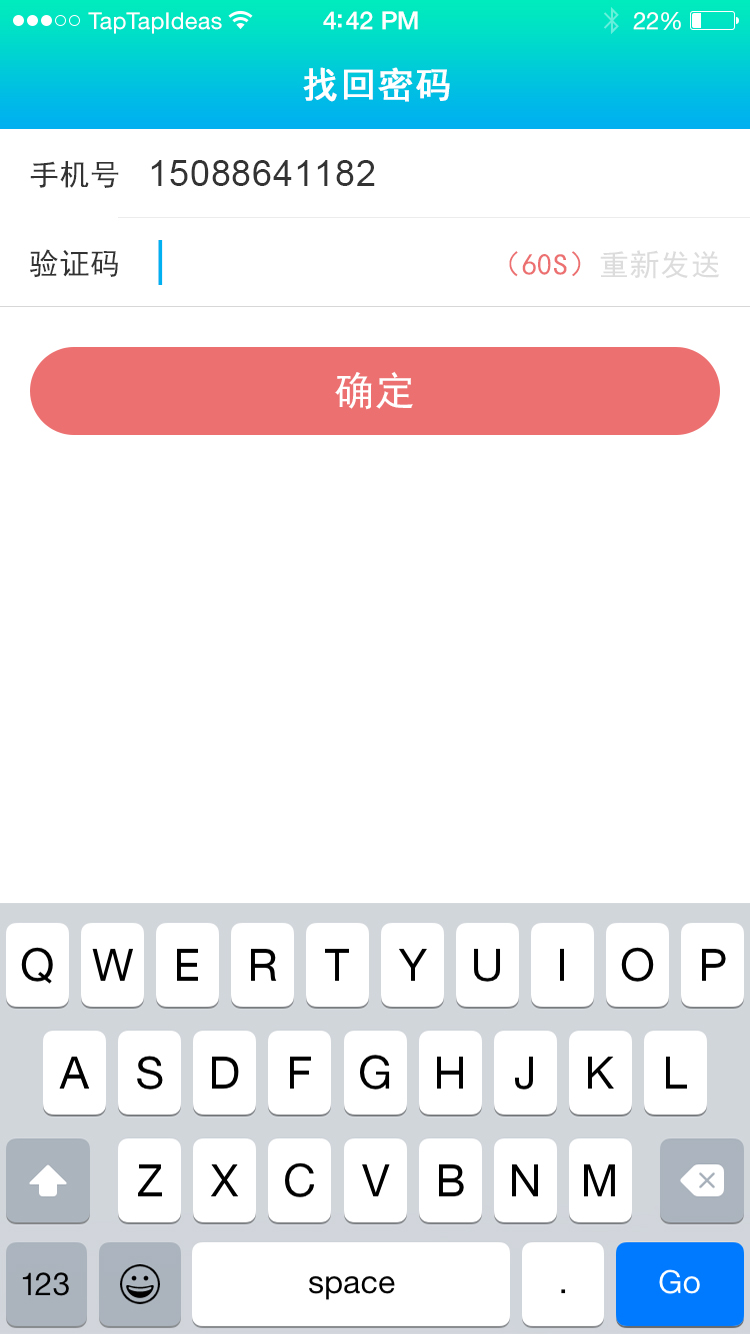 TapTapIdeas 4:42 PM 22%
找回密码
手机号 15088641182
验证码 （60S）重新发送
确定
Q W E R T Y U I O P
A S D F G H J K L
Z X C V B N M
123 space . Go